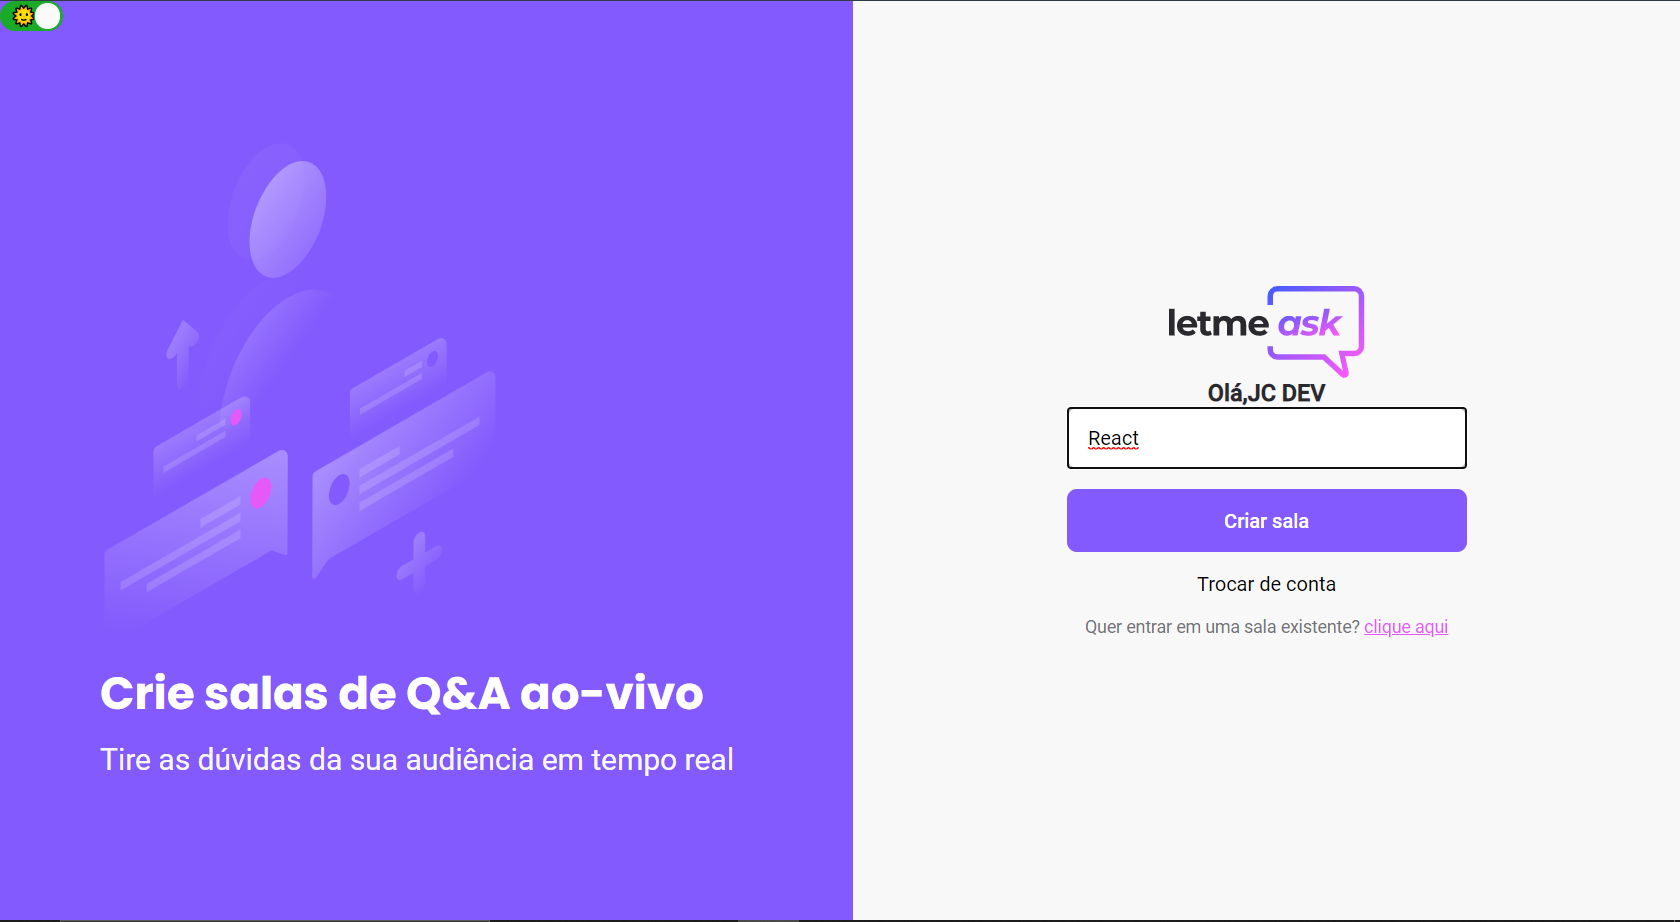 Crie salas de Q&A ao-vivo
Tire as dúvidas da sua audiência em tempo real
letme ask
Olá,JC DEV
React
Criar sala
Trocar de conta
Quer entrar em uma sala existente? clique aqui